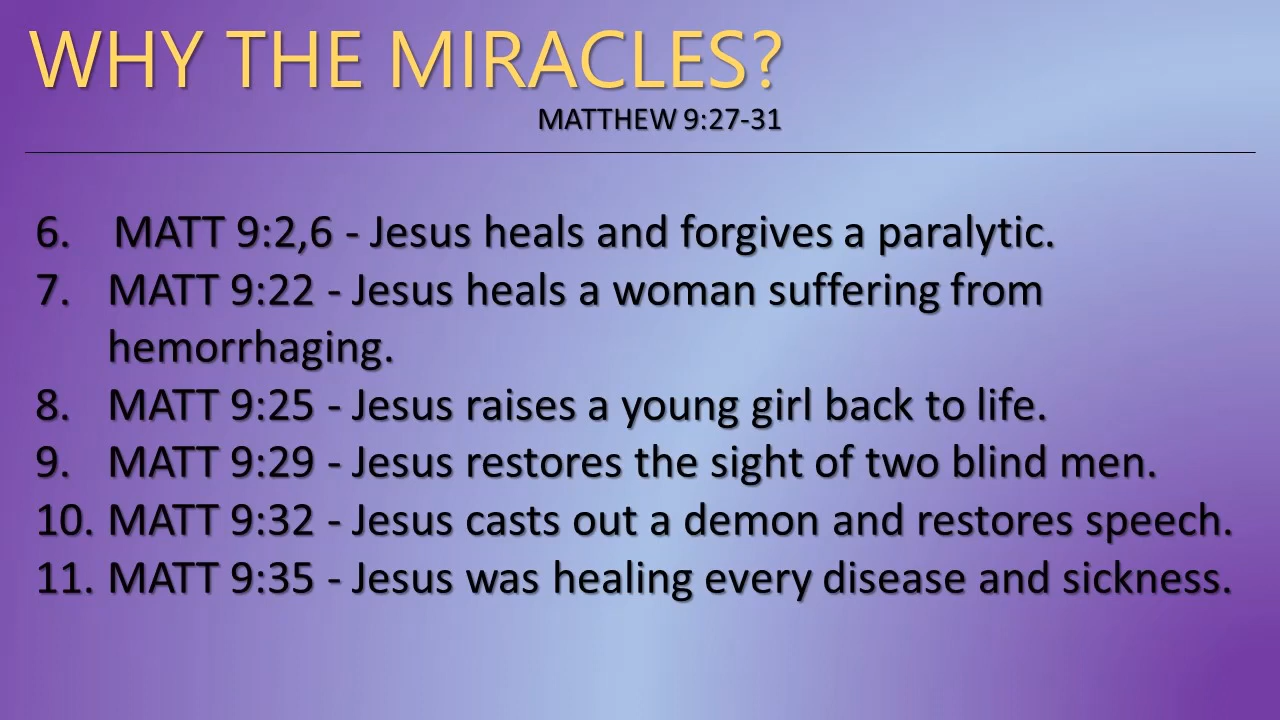 WHY THE MIRACLES?
MATTHEW 9:27-31
6. MATT 9:2,6 - Jesus heals and forgives a paralytic.
7. MATT 9:22 - Jesus heals a woman suffering from
hemorrhaging.
8. MATT 9:25 - Jesus raises a young girl back to life.
9. MATT 9:29 - Jesus restores the sight of two blind men.
10. MATT 9:32 - Jesus casts out a demon and restores speech.
11. MATT 9:35 - Jesus was healing every disease and sickness.